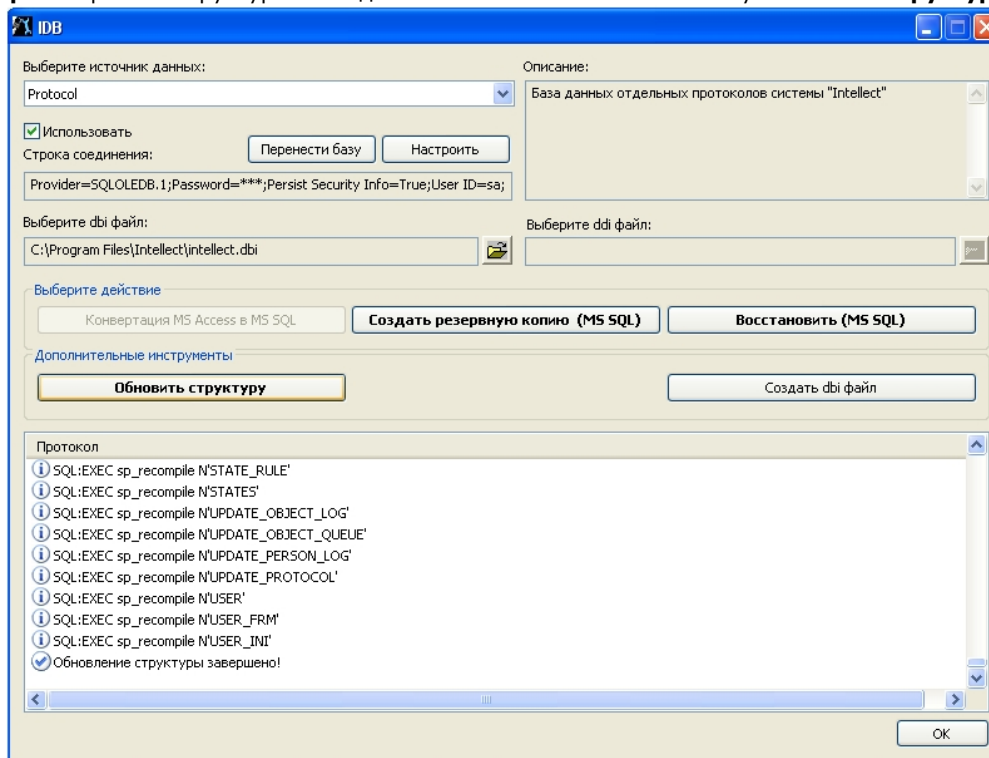 IDB
Выберите источник данных:
Описание:
Protocol
База данных отдельных протоколов системы "Intellect"
Использовать
Строка соединения:
Перенести базу
Настроить
Provider=SQLOLEDB.1;Password=***;Persist Security Info=True;User ID=sa;
Выберите dbi файл:
Выберите ddi файл:
C:\Program Files\Intellect\intellect.dbi
Выберите действие
Конвертация MS Access в MS SQL
Создать резервную копию (MS SQL)
Восстановить (MS SQL)
Дополнительные инструменты
Обновить структуру
Создать dbi файл
Протокол
SQL:EXEC sp_recompile N'STATE_RULE'
SQL:EXEC sp_recompile N'STATES'
SQL:EXEC sp_recompile N'UPDATE_OBJECT_LOG'
SQL:EXEC sp_recompile N'UPDATE_OBJECT_QUEUE'
SQL:EXEC sp_recompile N'UPDATE_PERSON_LOG'
SQL:EXEC sp_recompile N'UPDATE_PROTOCOL'
SQL:EXEC sp_recompile N'USER'
SQL:EXEC sp_recompile N'USER_FRM'
SQL:EXEC sp_recompile N'USER_INI'
Обновление структуры завершено!
OK